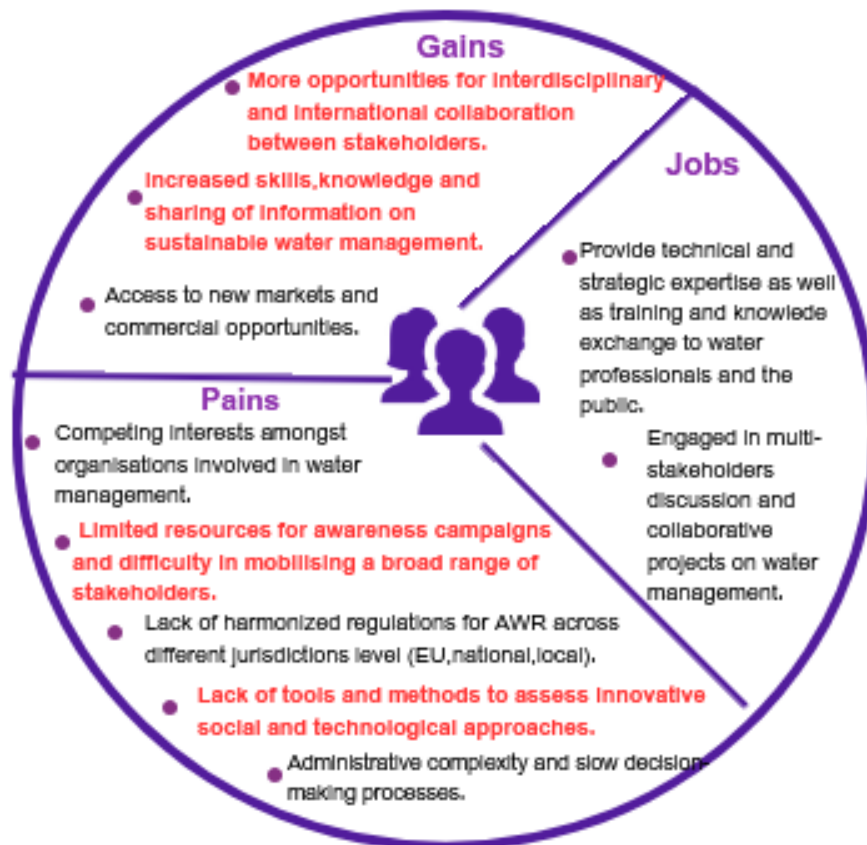 Gains
More opportunities for interdisciplinary
and international collaboration
between stakeholders.
Increased skills,knowledge and
sharing of information on
sustainable water management.
Access to new markets and
commercial opportunities.
Jobs
Provide technical and
strategic expertise as well
as training and knowlede
exchange to water
professionals and the
public.
Engaged in multi-
stakeholders
discussion and
collaborative
projects on water
management.
Pains
Competing interests amongst
organisations involved in water
management.
Limited resources for awareness campaigns
and difficulty in mobilising a broad range of
stakeholders.
Lack of harmonized regulations for AWR across
different jurisdictions level (EU,national,local).
Lack of tools and methods to assess innovative
social and technological approaches.
Administrative complexity and slow decision-
making processes.